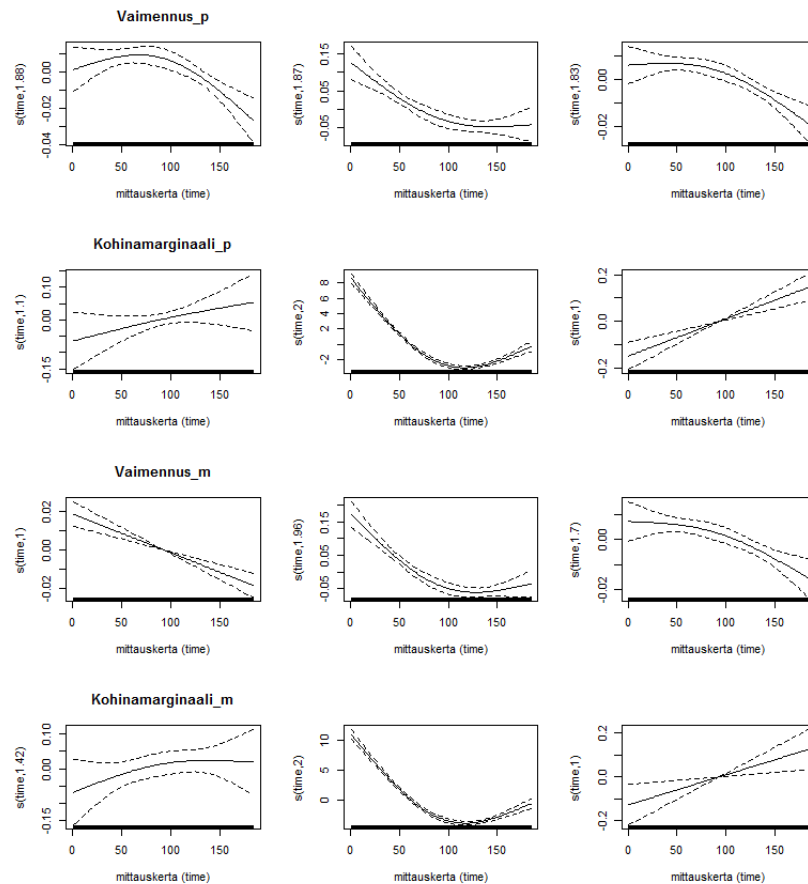 Vaimennus_p
s(time,1.88)
-0.04 -0.02 0.00
0 50 100 150
mittauskerta (time)
s(time,1.87)
-0.05 0.15
0 50 100 150
mittauskerta (time)
s(time,1.83)
-0.02 0.00
0 50 100 150
mittauskerta (time)
Kohinamarginaali_p
s(time,1.1)
-0.15 0.00 0.10
0 50 100 150
mittauskerta (time)
s(time,2)
-2 2 4 6 8
0 50 100 150
mittauskerta (time)
s(time,1)
-0.2 0.0 0.2
0 50 100 150
mittauskerta (time)
Vaimennus_m
s(time,1)
-0.02 0.00 0.02
0 50 100 150
mittauskerta (time)
s(time,1.96)
-0.05 0.05 0.15
0 50 100 150
mittauskerta (time)
s(time,1.7)
-0.02 0.00
0 50 100 150
mittauskerta (time)
Kohinamarginaali_m
s(time,1.42)
-0.15 0.00 0.10
0 50 100 150
mittauskerta (time)
s(time,2)
0 5 10
0 50 100 150
mittauskerta (time)
s(time,1)
-0.2 0.0 0.2
0 50 100 150
mittauskerta (time)